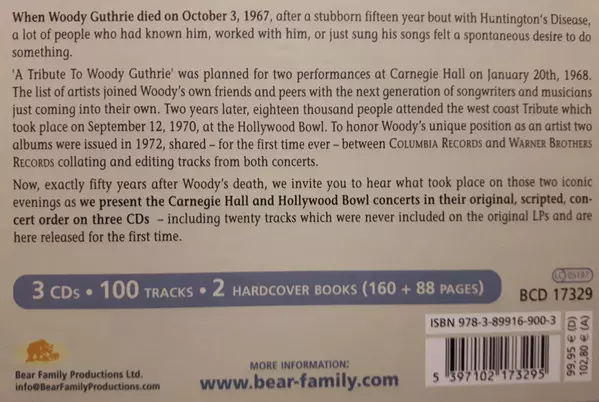 When Woody Guthrie died on October 3, 1967, after a stubborn fifteen year bout with Huntington's Disease,
a lot of people who had known him, worked with him, or just sung his songs felt a spontaneous desire to do
something.
'A Tribute To Woody Guthrie' was planned for two performances at Carnegie Hall on January 20th, 1968.
The list of artists joined Woody's own friends and peers with the next generation of songwriters and musicians
just coming into their own. Two years later, eighteen thousand people attended the west coast Tribute which
took place on September 12, 1970, at the Hollywood Bowl. To honor Woody's unique position as an artist two
albums were issued in 1972, shared – for the first time ever – between COLUMBIA RECORDS and WARNER BROTHERS
RECORDS collating and editing tracks from both concerts.
Now, exactly fifty years after Woody's death, we invite you to hear what took place on those two iconic
evenings as we present the Carnegie Hall and Hollywood Bowl concerts in their original, scripted, con-
cert order on three CDs – including twenty tracks which were never included on the original LPs and are
here released for the first time.
3 CDs • 100 TRACKS • 2 HARDCOVER BOOKS (160 + 88 PAGES)
LC 05197
BCD 17329
ISBN 978-3-89916-900-3
5 397102 173295
99,95 € (D)
102,80 € (A)
Bear Family Productions Ltd.
info@BearFamilyProductions.com
MORE INFORMATION:
www.bear-family.com